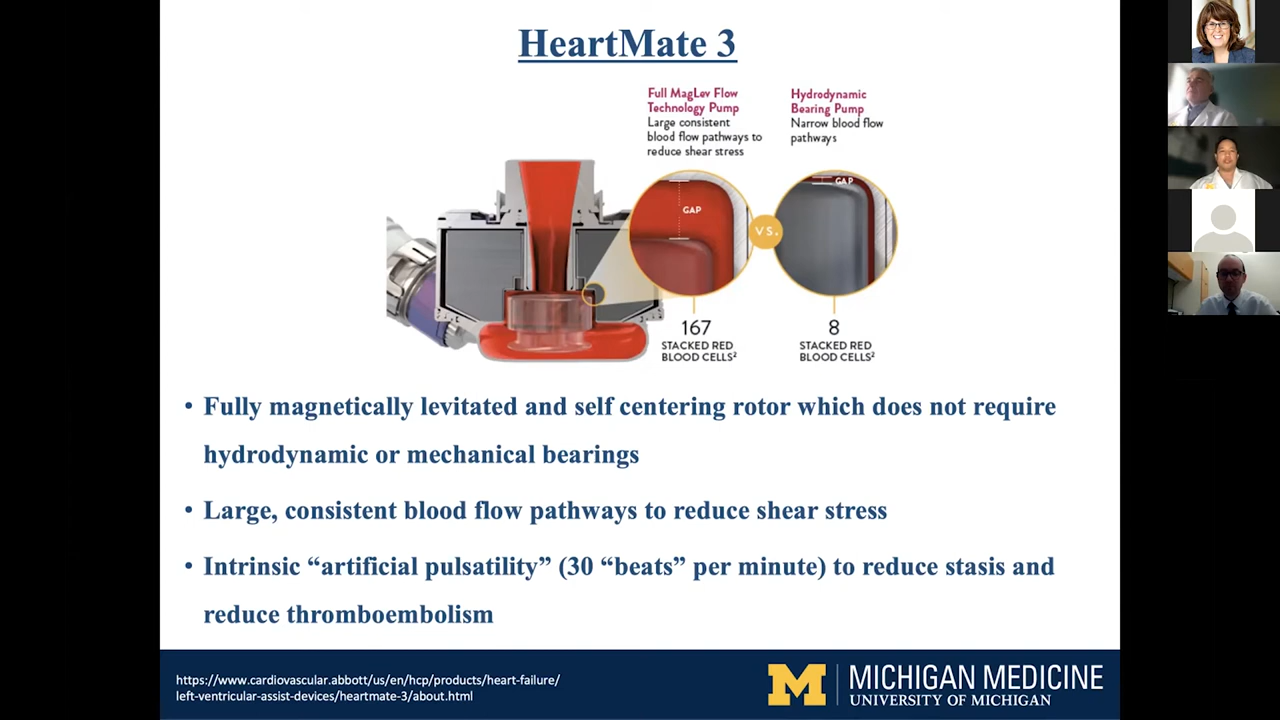 HeartMate 3
Full MagLev Flow
Technology Pump
Large consistent
blood flow pathways to
reduce shear stress
Hydrodynamic
Bearing Pump
Narrow blood flow
pathways
GAP
VS.
GAP
167
STACKED RED
BLOOD CELLS²
8
STACKED RED
BLOOD CELLS²
• Fully magnetically levitated and self centering rotor which does not require
hydrodynamic or mechanical bearings
• Large, consistent blood flow pathways to reduce shear stress
• Intrinsic “artificial pulsatility” (30 “beats” per minute) to reduce stasis and
reduce thromboembolism
https://www.cardiovascular.abbott/us/en/hcp/products/heart-failure/
left-ventricular-assist-devices/heartmate-3/about.html
M
MICHIGAN MEDICINE
UNIVERSITY OF MICHIGAN